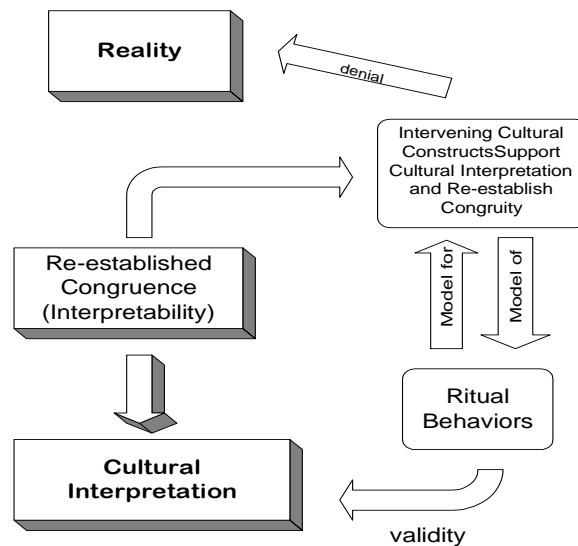 Reality
denial
Intervening Cultural
ConstructsSupport
Cultural Interpretation
and Re-establish
Congruity
Re-established
Congruence
(Interpretability)
Model for
Model of
Ritual
Behaviors
Cultural
Interpretation
validity